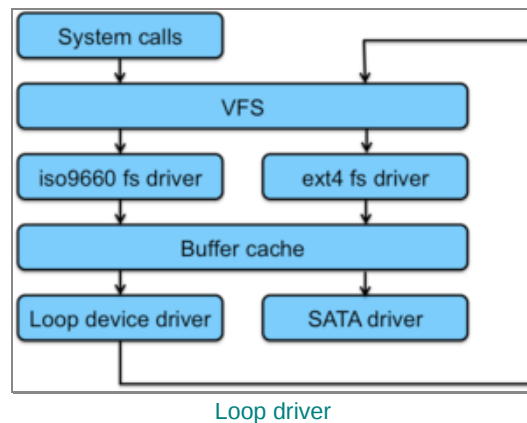 System calls
VFS
iso9660 fs driver
ext4 fs driver
Buffer cache
Loop device driver
SATA driver
Loop driver